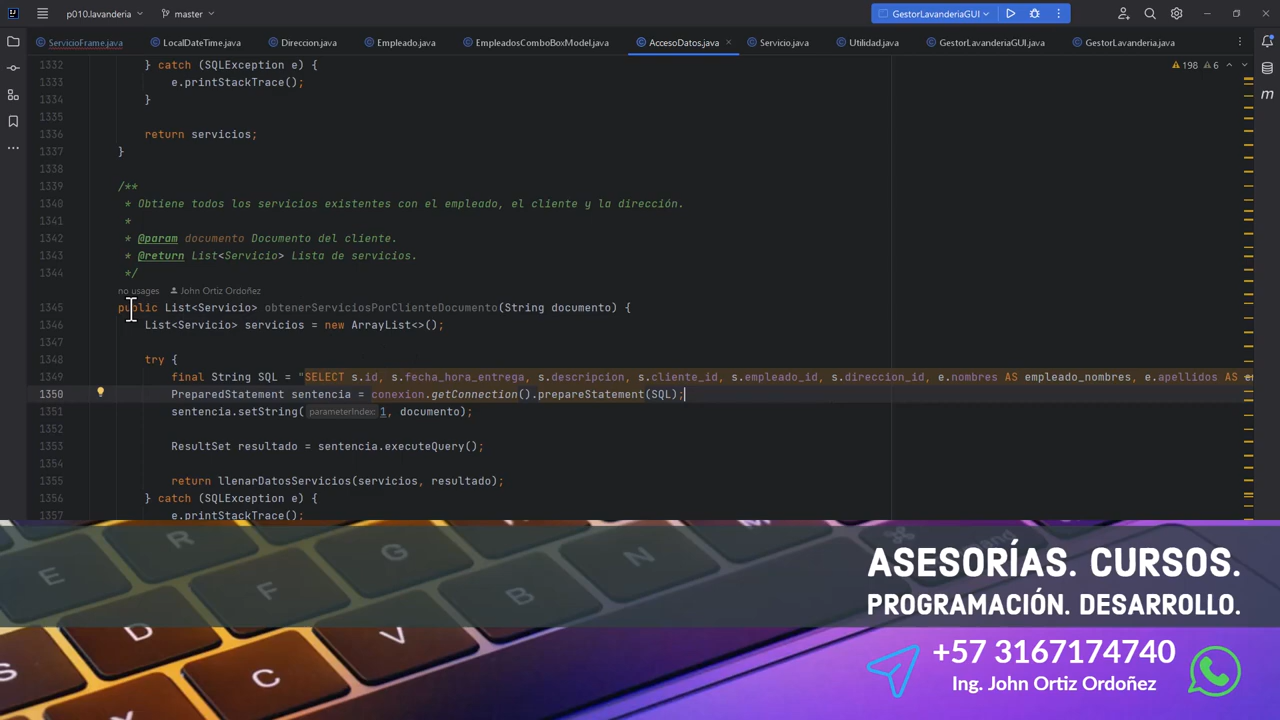 p010.lavanderia
master
GestorLavanderiaGUI
ServicioFrame.java
LocalDateTime.java
Direccion.java
Empleado.java
EmpleadosComboBoxModel.java
AccesoDatos.java
Servicio.java
Utilidad.java
GestorLavanderiaGUI.java
GestorLavanderia.java
198 6
1332 } catch (SQLException e) {
1333 e.printStackTrace();
1334 }
1335
1336 return servicios;
1337 }
1338
1339 /**
1340 * Obtiene todos los servicios existentes con el empleado, el cliente y la dirección.
1341 *
1342 * @param documento Documento del cliente.
1343 * @return List<Servicio> Lista de servicios.
1344 */
no usages John Ortiz Ordoñez
1345 public List<Servicio> obtenerServiciosPorClienteDocumento(String documento) {
1346 List<Servicio> servicios = new ArrayList<>();
1347
1348 try {
1349 final String SQL = "SELECT s.id, s.fecha_hora_entrega, s.descripcion, s.cliente_id, s.empleado_id, s.direccion_id, e.nombres AS empleado_nombres, e.apellidos AS
1350 PreparedStatement sentencia = conexion.getConnection().prepareStatement(SQL);
1351 sentencia.setString( parameterIndex: 1, documento);
1352
1353 ResultSet resultado = sentencia.executeQuery();
1354
1355 return llenarDatosServicios(servicios, resultado);
1356 } catch (SQLException e) {
1357 e.printStackTrace();
ASESORÍAS. CURSOS.
PROGRAMACIÓN. DESARROLLO.
+57 3167174740
Ing. John Ortiz Ordoñez